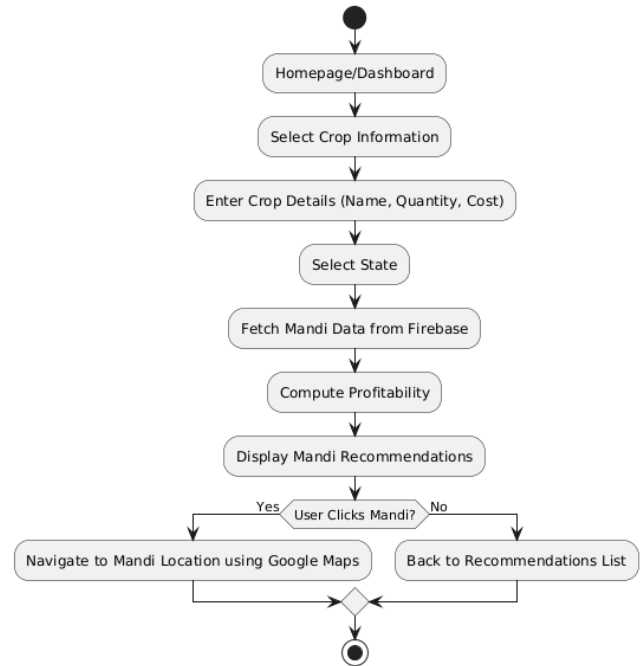 Homepage/Dashboard
Select Crop Information
Enter Crop Details (Name, Quantity, Cost)
Select State
Fetch Mandi Data from Firebase
Compute Profitability
Display Mandi Recommendations
Yes
User Clicks Mandi?
No
Navigate to Mandi Location using Google Maps
Back to Recommendations List